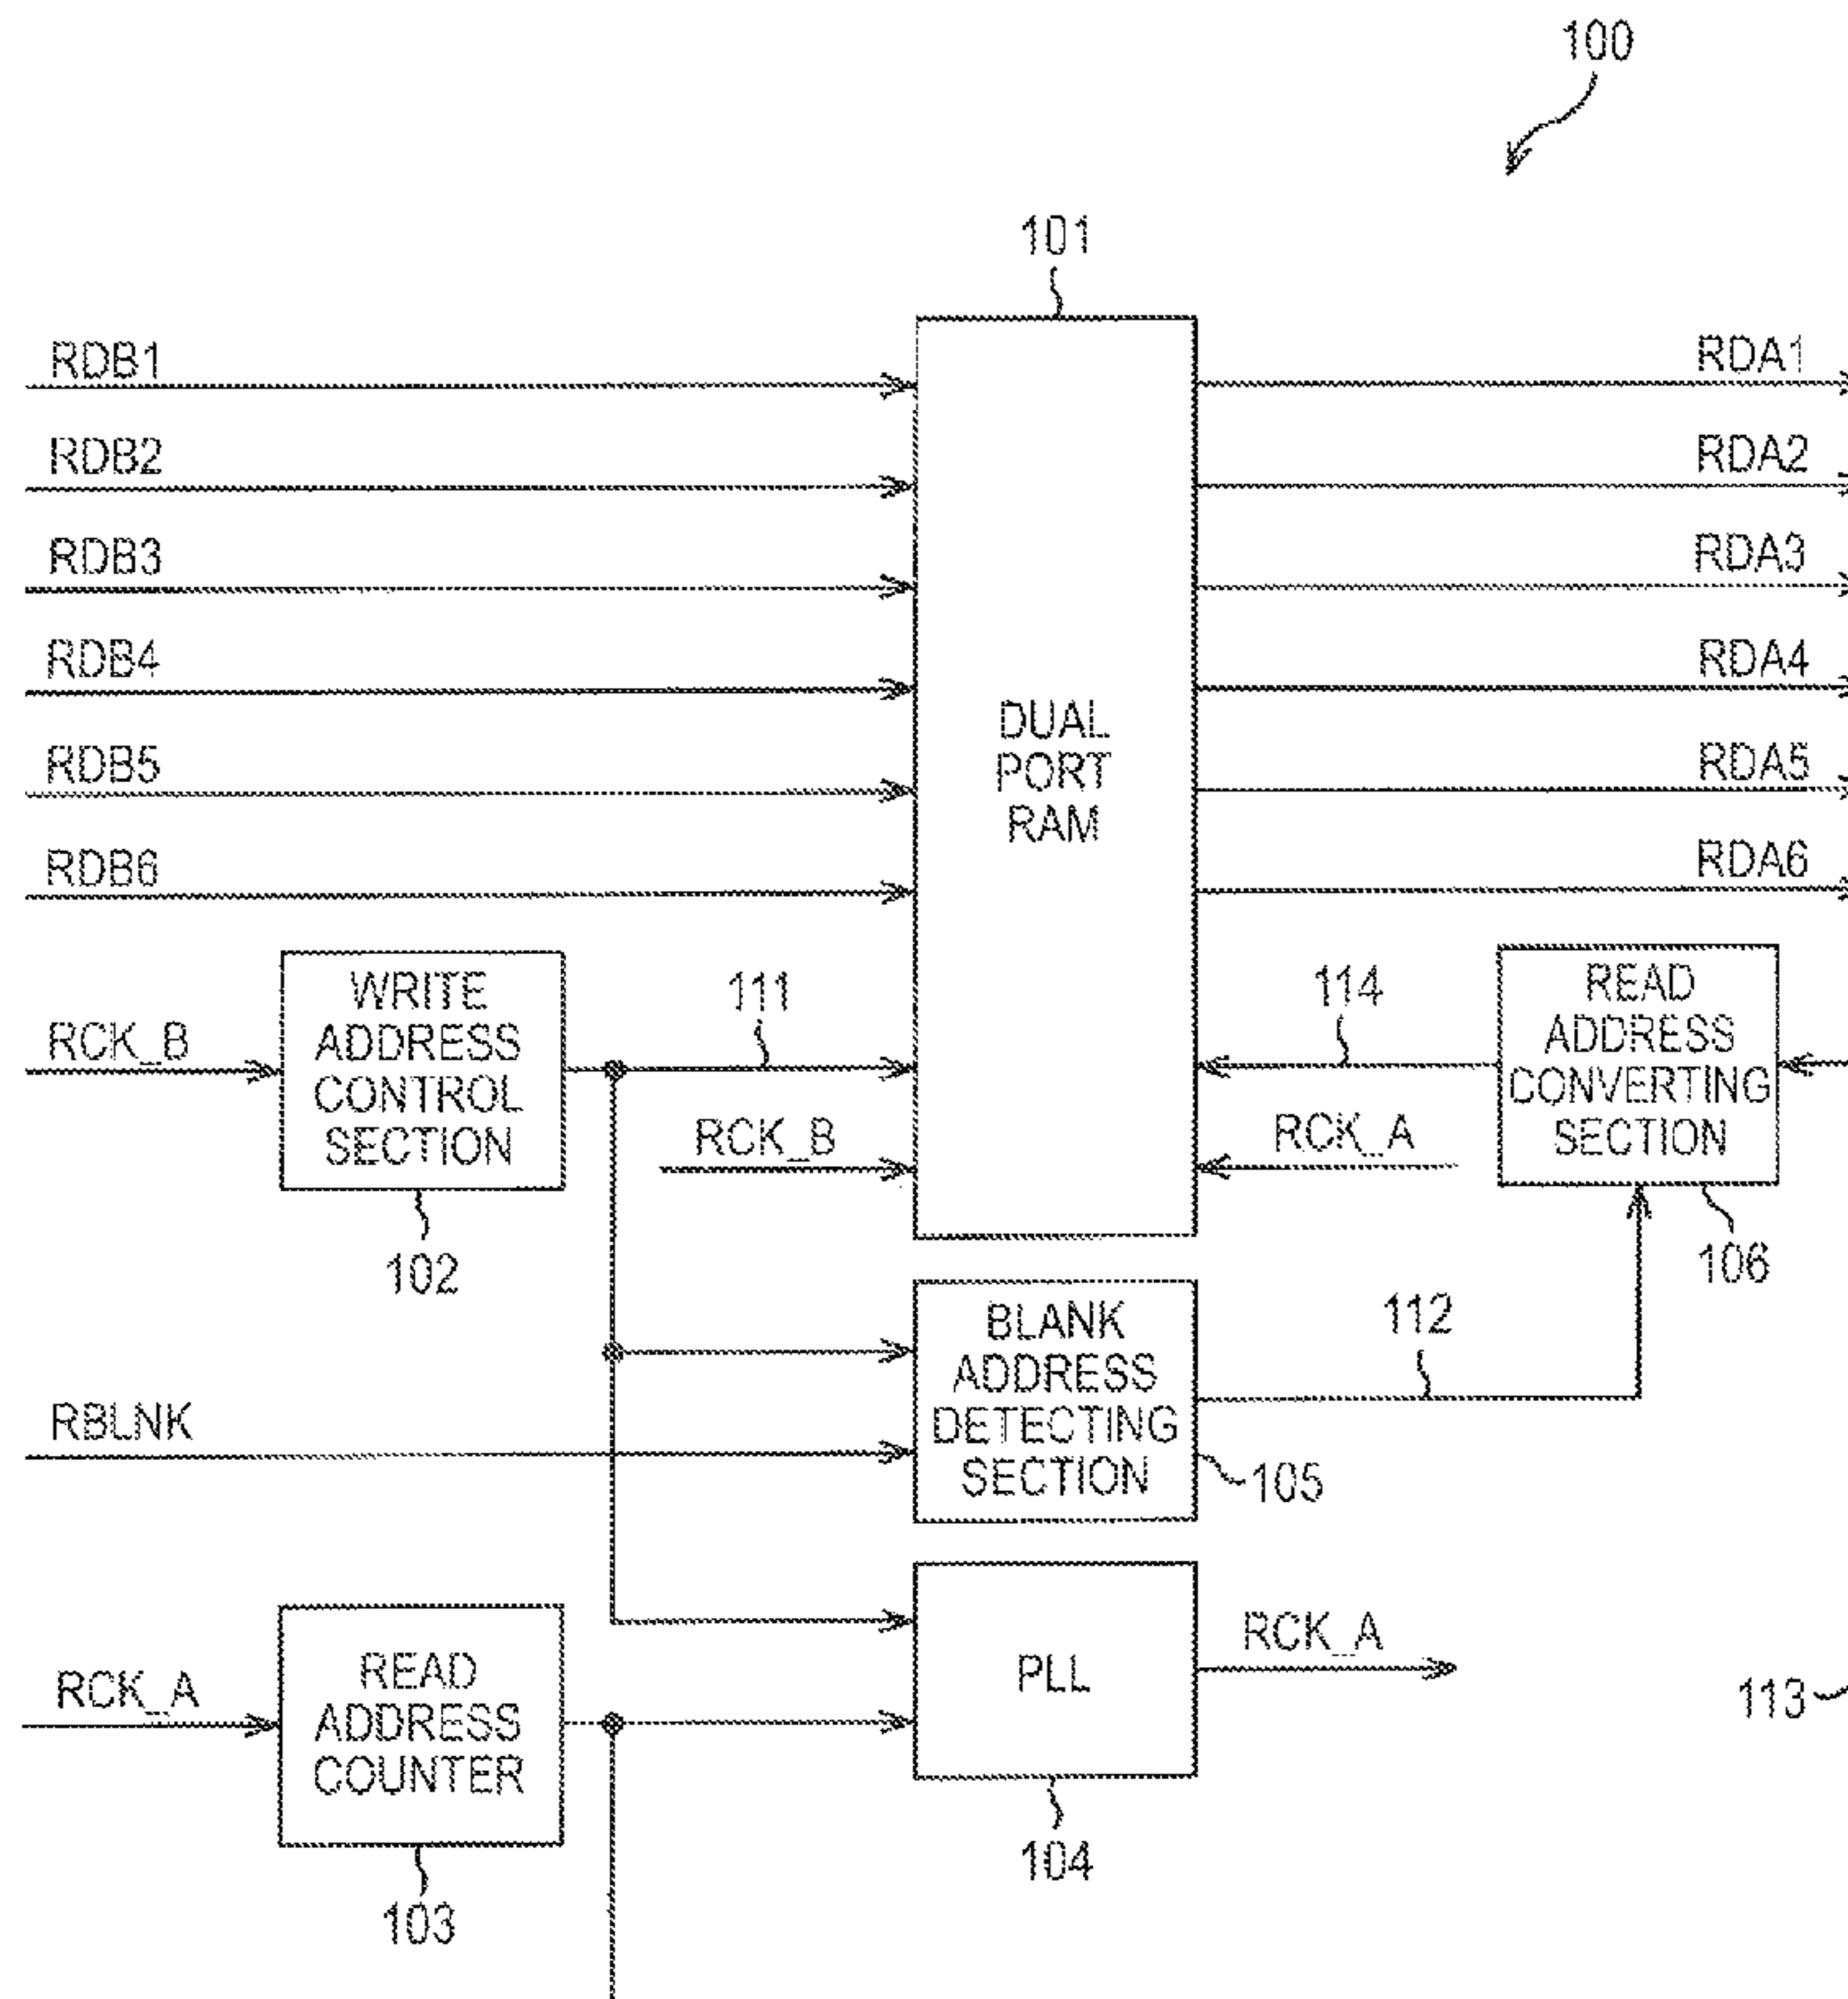 100
101
RDB1
RDA1
RDB2
RDA2
RDB3
RDA3
RDB4
RDA4
DUAL
PORT
RAM
RDB5
RDA5
RDB6
RDA6
WRITE
ADDRESS
CONTROL
SECTION
RCK_B
111
114
READ
ADDRESS
CONVERTING
SECTION
RCK_B
RCK_A
102
106
BLANK
ADDRESS
DETECTING
SECTION
112
RBLNK
105
RCK_A
READ
ADDRESS
COUNTER
PLL
RCK_A
113
104
103